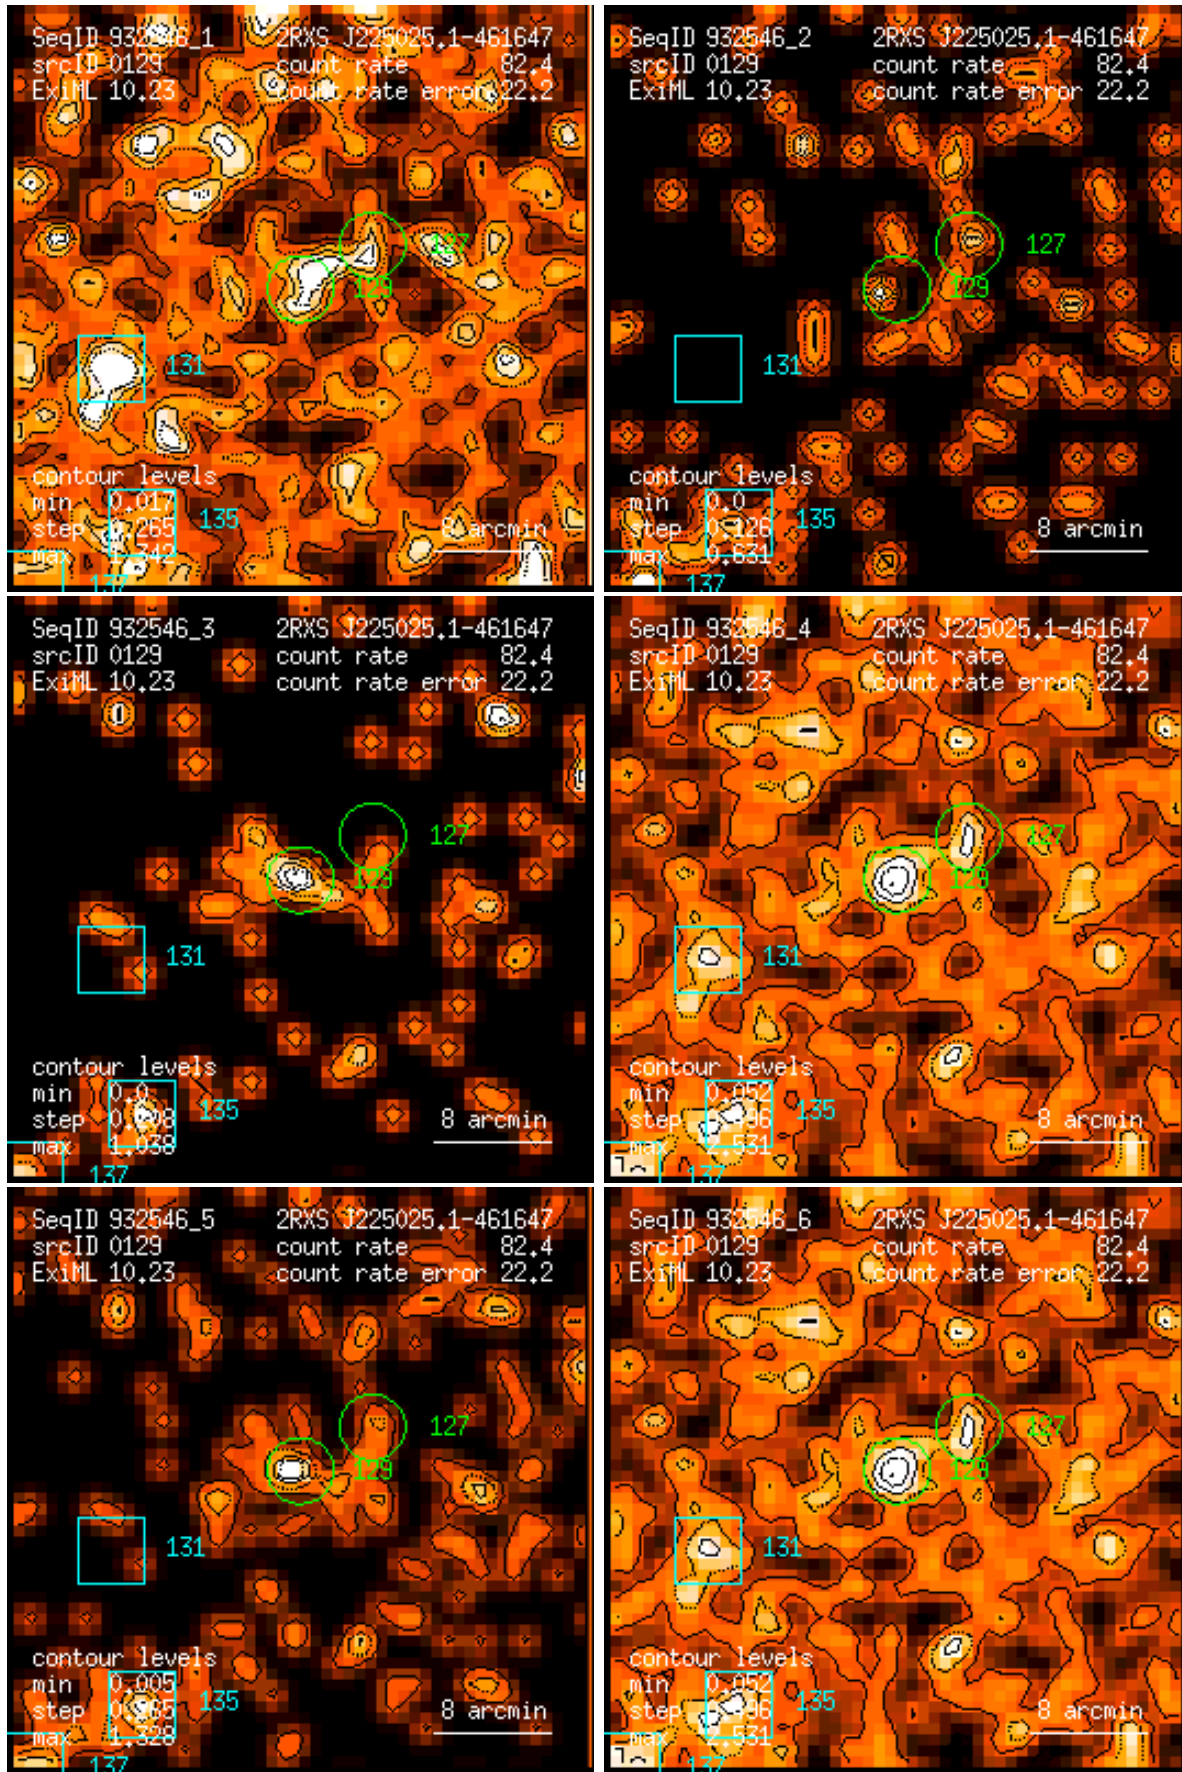 SeqID 932546_1 2RXS J225025.1-461647
srcID 0129 count rate 82.4
ExiML 10.23 count rate error 22.2
127
129
131
contour levels
min 0.017
step 0.265
max 1.342
135
8 arcmin
137
SeqID 932546_2 2RXS J225025.1-461647
srcID 0129 count rate 82.4
ExiML 10.23 count rate error 22.2
127
129
131
contour levels
min 0.0
step 0.126
max 0.631
135
8 arcmin
137
SeqID 932546_3 2RXS J225025.1-461647
srcID 0129 count rate 82.4
ExiML 10.23 count rate error 22.2
127
129
131
contour levels
min 0.0
step
max 1.038
135
8 arcmin
137
SeqID 932546_4 2RXS J225025.1-461647
srcID 0129 count rate 82.4
ExiML 10.23 count rate error 22.2
127
129
131
contour levels
min 0.052
step 0.496
max 2.531
135
8 arcmin
137
SeqID 932546_5 2RXS J225025.1-461647
srcID 0129 count rate 82.4
ExiML 10.23 count rate error 22.2
127
129
131
contour levels
min 0.005
step 0.265
max 1.328
135
8 arcmin
137
SeqID 932546_6 2RXS J225025.1-461647
srcID 0129 count rate 82.4
ExiML 10.23 count rate error 22.2
127
129
131
contour levels
min 0.052
step 0.496
max 2.531
135
8 arcmin
137